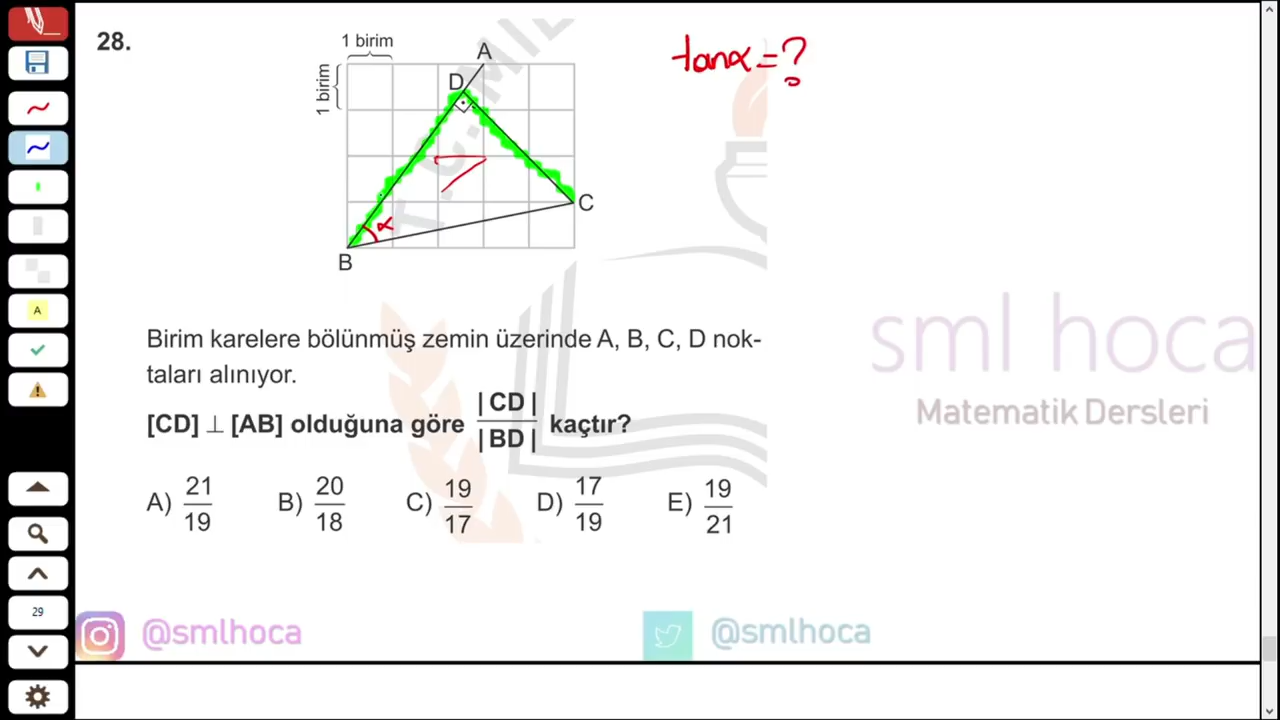 28.
1 birim
1 birim
A
D
C
B
α
tanα = ?
T.C. MİL
Birim karelere bölünmüş zemin üzerinde A, B, C, D nok-
taları alınıyor.
[CD] ⊥ [AB] olduğuna göre |CD| / |BD| kaçtır?
A) 21/19 B) 20/18 C) 19/17 D) 17/19 E) 19/21
sml hoca
Matematik Dersleri
@smlhoca @smlhoca
A
29